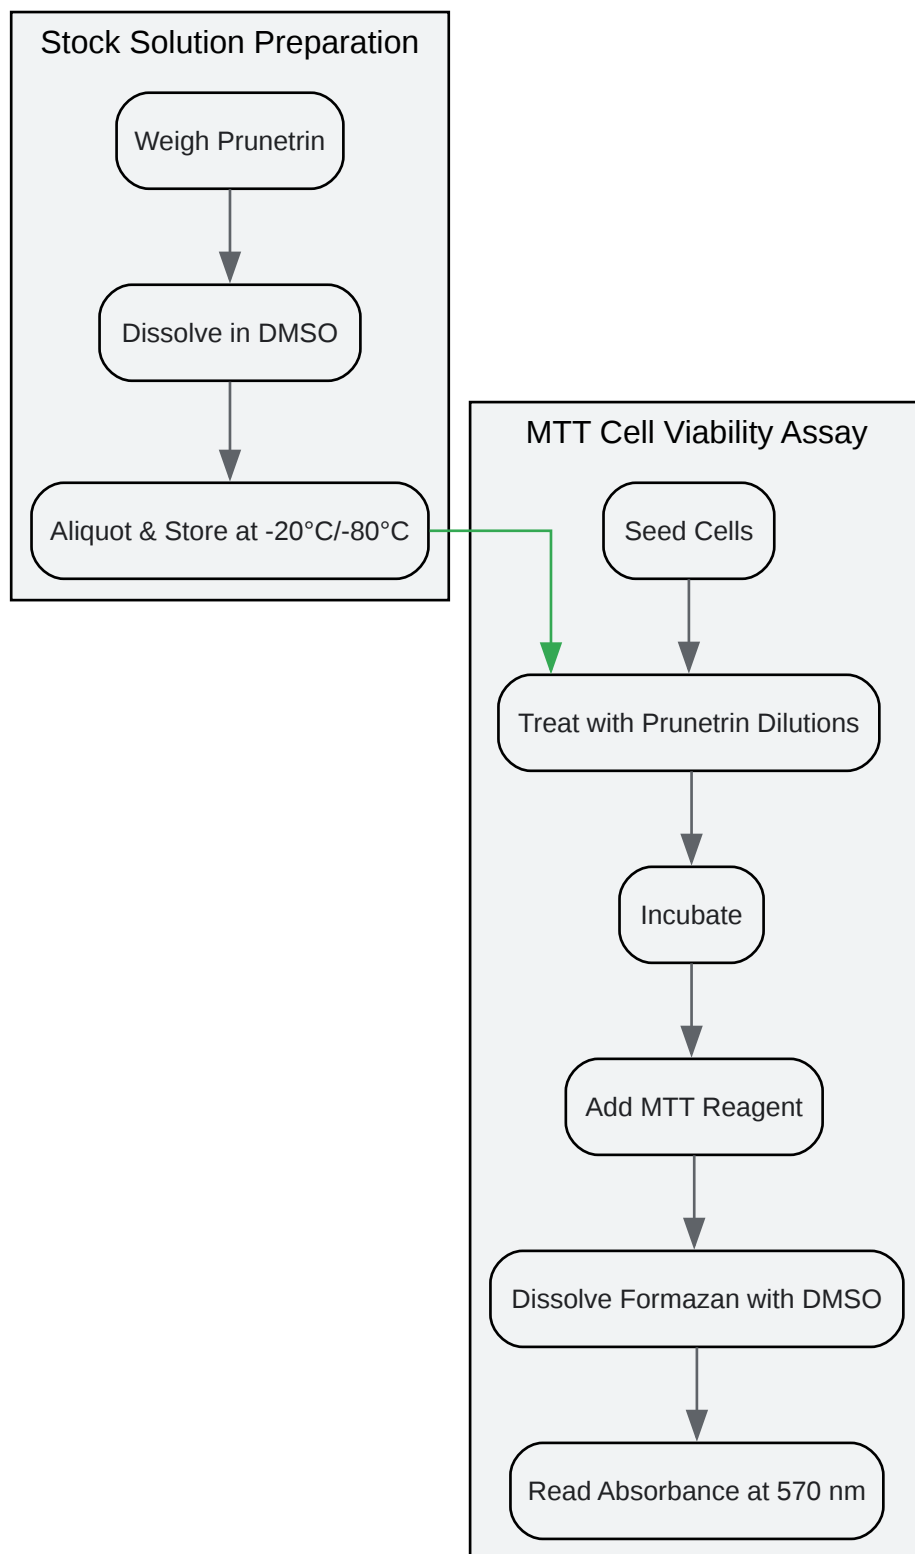 Stock Solution Preparation
Weigh Prunetrin
Dissolve in DMSO
Aliquot & Store at -20°C/-80°C
MTT Cell Viability Assay
Seed Cells
Treat with Prunetrin Dilutions
Incubate
Add MTT Reagent
Dissolve Formazan with DMSO
Read Absorbance at 570 nm